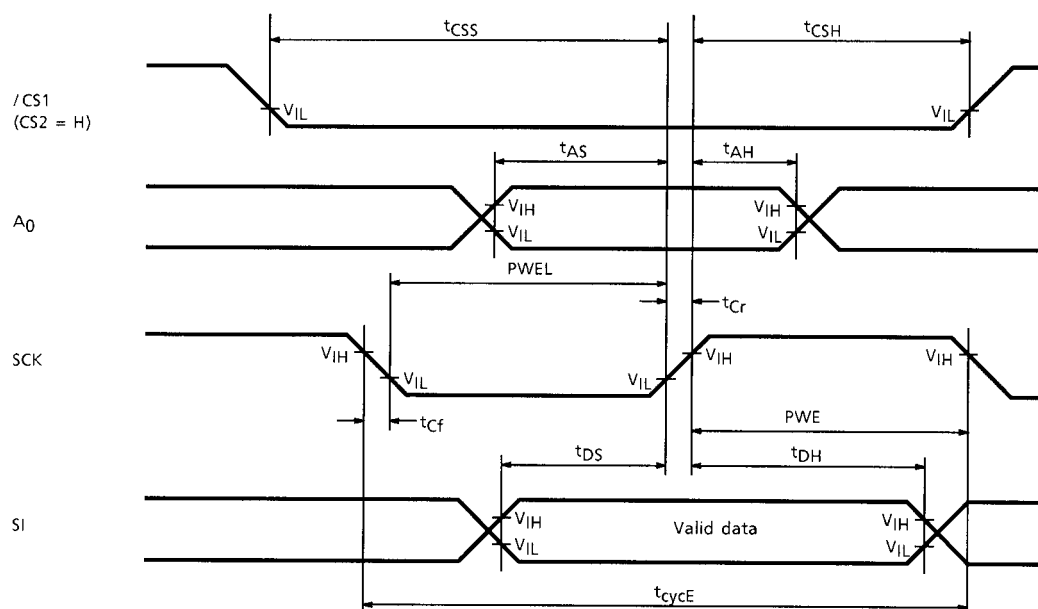 tCSS tCSH
/CS1
(CS2 = H)
VIL VIL
tAS tAH
A0
VIH VIH
VIL VIL
PWEL
tCr
SCK
VIH VIH VIH
VIL VIL
tCf
PWE
tDS tDH
SI
VIH Valid data VIH
VIL VIL
tcycE